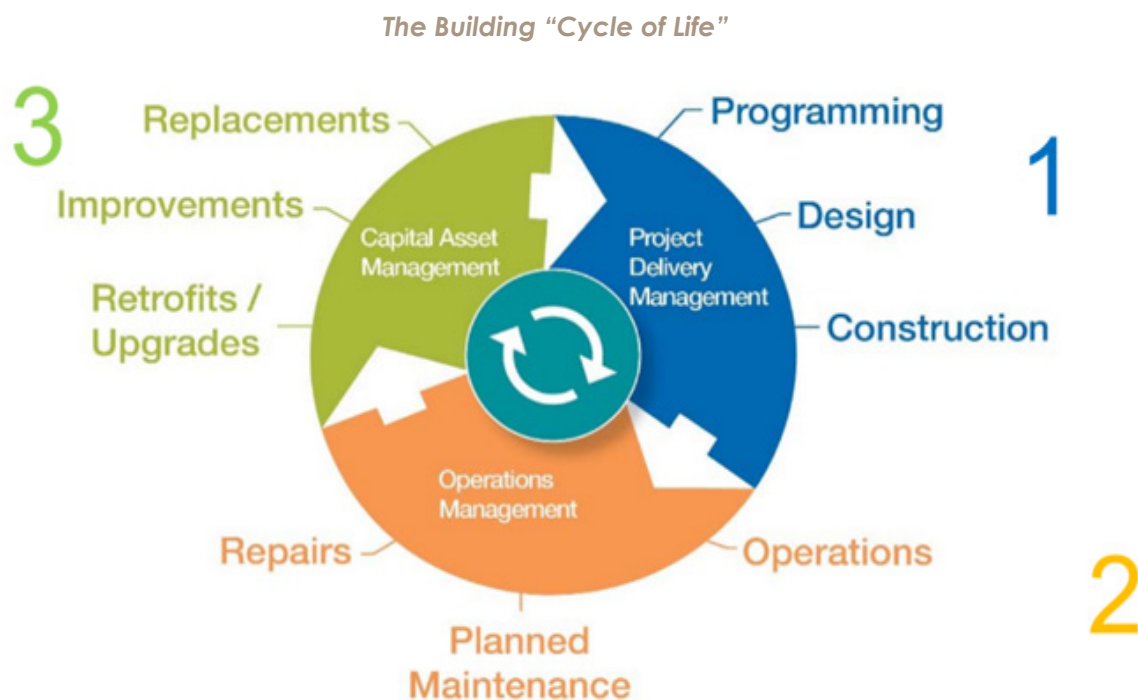 The Building “Cycle of Life”
3
Replacements
Improvements
Retrofits /
Upgrades
Capital Asset
Management
Programming
1
Design
Construction
Project
Delivery
Management
Operations
Management
Repairs
Planned
Maintenance
Operations
2